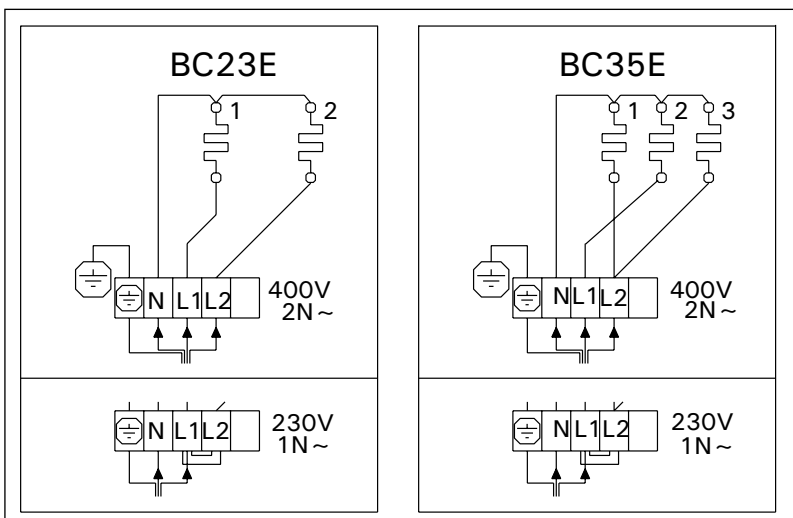 BC23E
1 2
N L1 L2
400V
2N~
N L1 L2
230V
1N~
BC35E
1 2 3
N L1 L2
400V
2N~
N L1 L2
230V
1N~